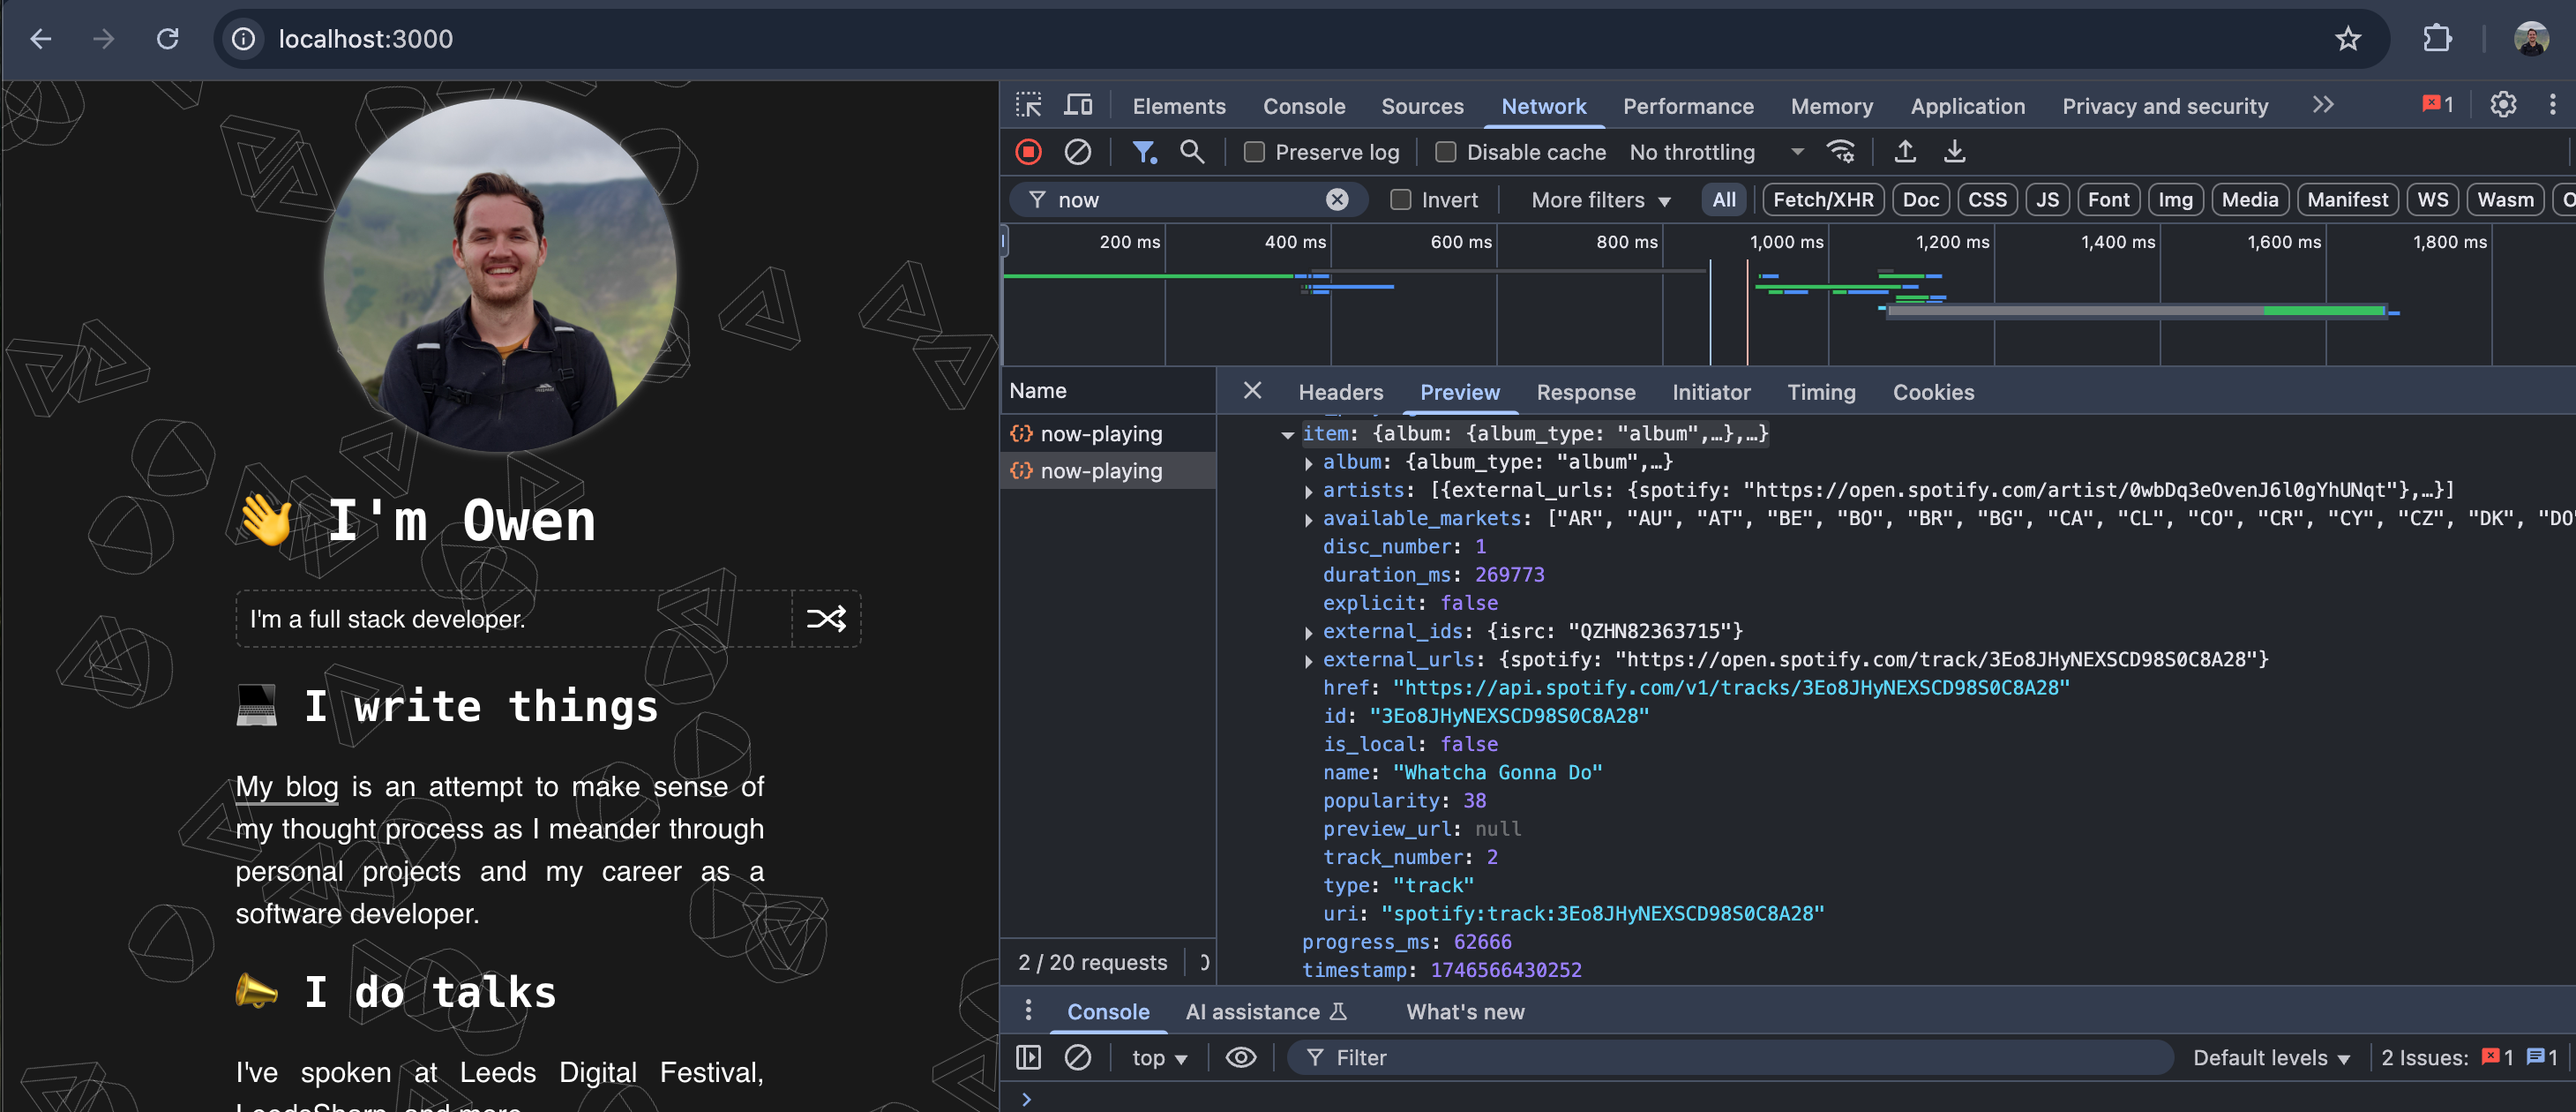 localhost:3000
👋 I'm Owen
I'm a full stack developer.
💻 I write things
My blog is an attempt to make sense of
my thought process as I meander through
personal projects and my career as a
software developer.
📣 I do talks
I've spoken at Leeds Digital Festival,
LeedsSharp, and more.
Elements Console Sources Network Performance Memory Application Privacy and security 1
Preserve log Disable cache No throttling
now Invert More filters All Fetch/XHR Doc CSS JS Font Img Media Manifest WS Wasm
200 ms 400 ms 600 ms 800 ms 1,000 ms 1,200 ms 1,400 ms 1,600 ms 1,800 ms
Name
now-playing
now-playing
2 / 20 requests
Headers Preview Response Initiator Timing Cookies
item: {album: {album_type: "album",…},…}
album: {album_type: "album",…}
artists: [{external_urls: {spotify: "https://open.spotify.com/artist/0wbDq3eOvenJ6l0gYhUNqt"},…}]
available_markets: ["AR", "AU", "AT", "BE", "BO", "BR", "BG", "CA", "CL", "CO", "CR", "CY", "CZ", "DK", "DO"
disc_number: 1
duration_ms: 269773
explicit: false
external_ids: {isrc: "QZHN82363715"}
external_urls: {spotify: "https://open.spotify.com/track/3Eo8JHyNEXSCD98S0C8A28"}
href: "https://api.spotify.com/v1/tracks/3Eo8JHyNEXSCD98S0C8A28"
id: "3Eo8JHyNEXSCD98S0C8A28"
is_local: false
name: "Whatcha Gonna Do"
popularity: 38
preview_url: null
track_number: 2
type: "track"
uri: "spotify:track:3Eo8JHyNEXSCD98S0C8A28"
progress_ms: 62666
timestamp: 1746566430252
Console AI assistance What's new
top Filter Default levels 2 Issues: 1 1